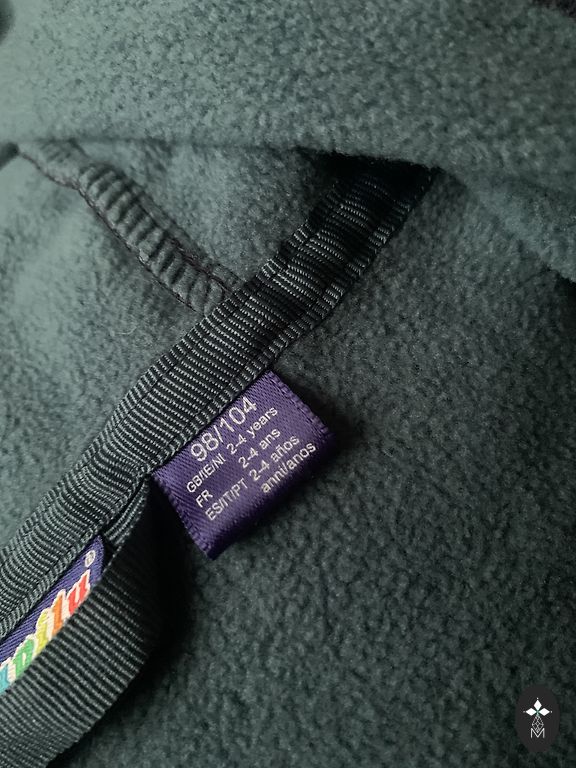 98/104
GB/IE/NI 2-4 years
FR 2-4 ans
ES/IT/PT 2-4 años
anni/anos
®
M